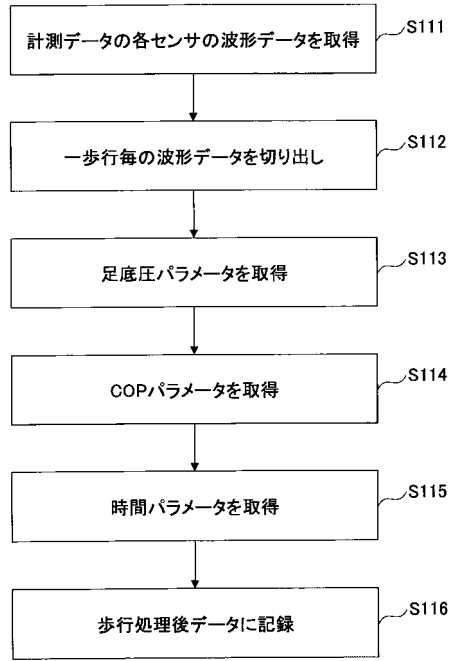 計測データの各センサの波形データを取得
S111
一歩行毎の波形データを切り出し
S112
足底圧パラメータを取得
S113
COPパラメータを取得
S114
時間パラメータを取得
S115
歩行処理後データに記録
S116